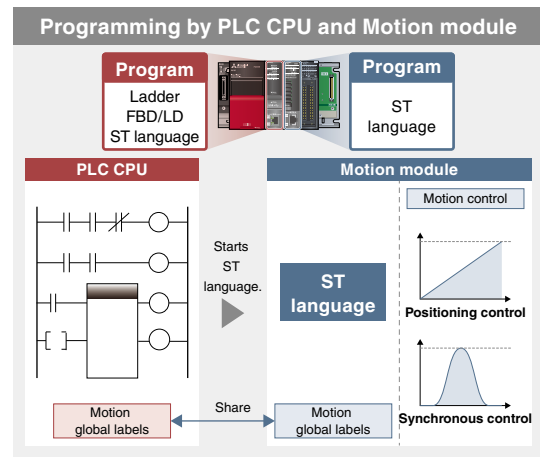 Programming by PLC CPU and Motion module
Program
Ladder
FBD/LD
ST language
Program
ST
language
PLC CPU
Motion module
Starts
ST
language.
ST
language
Motion control
Positioning control
Synchronous control
Motion
global labels
Share
Motion
global labels